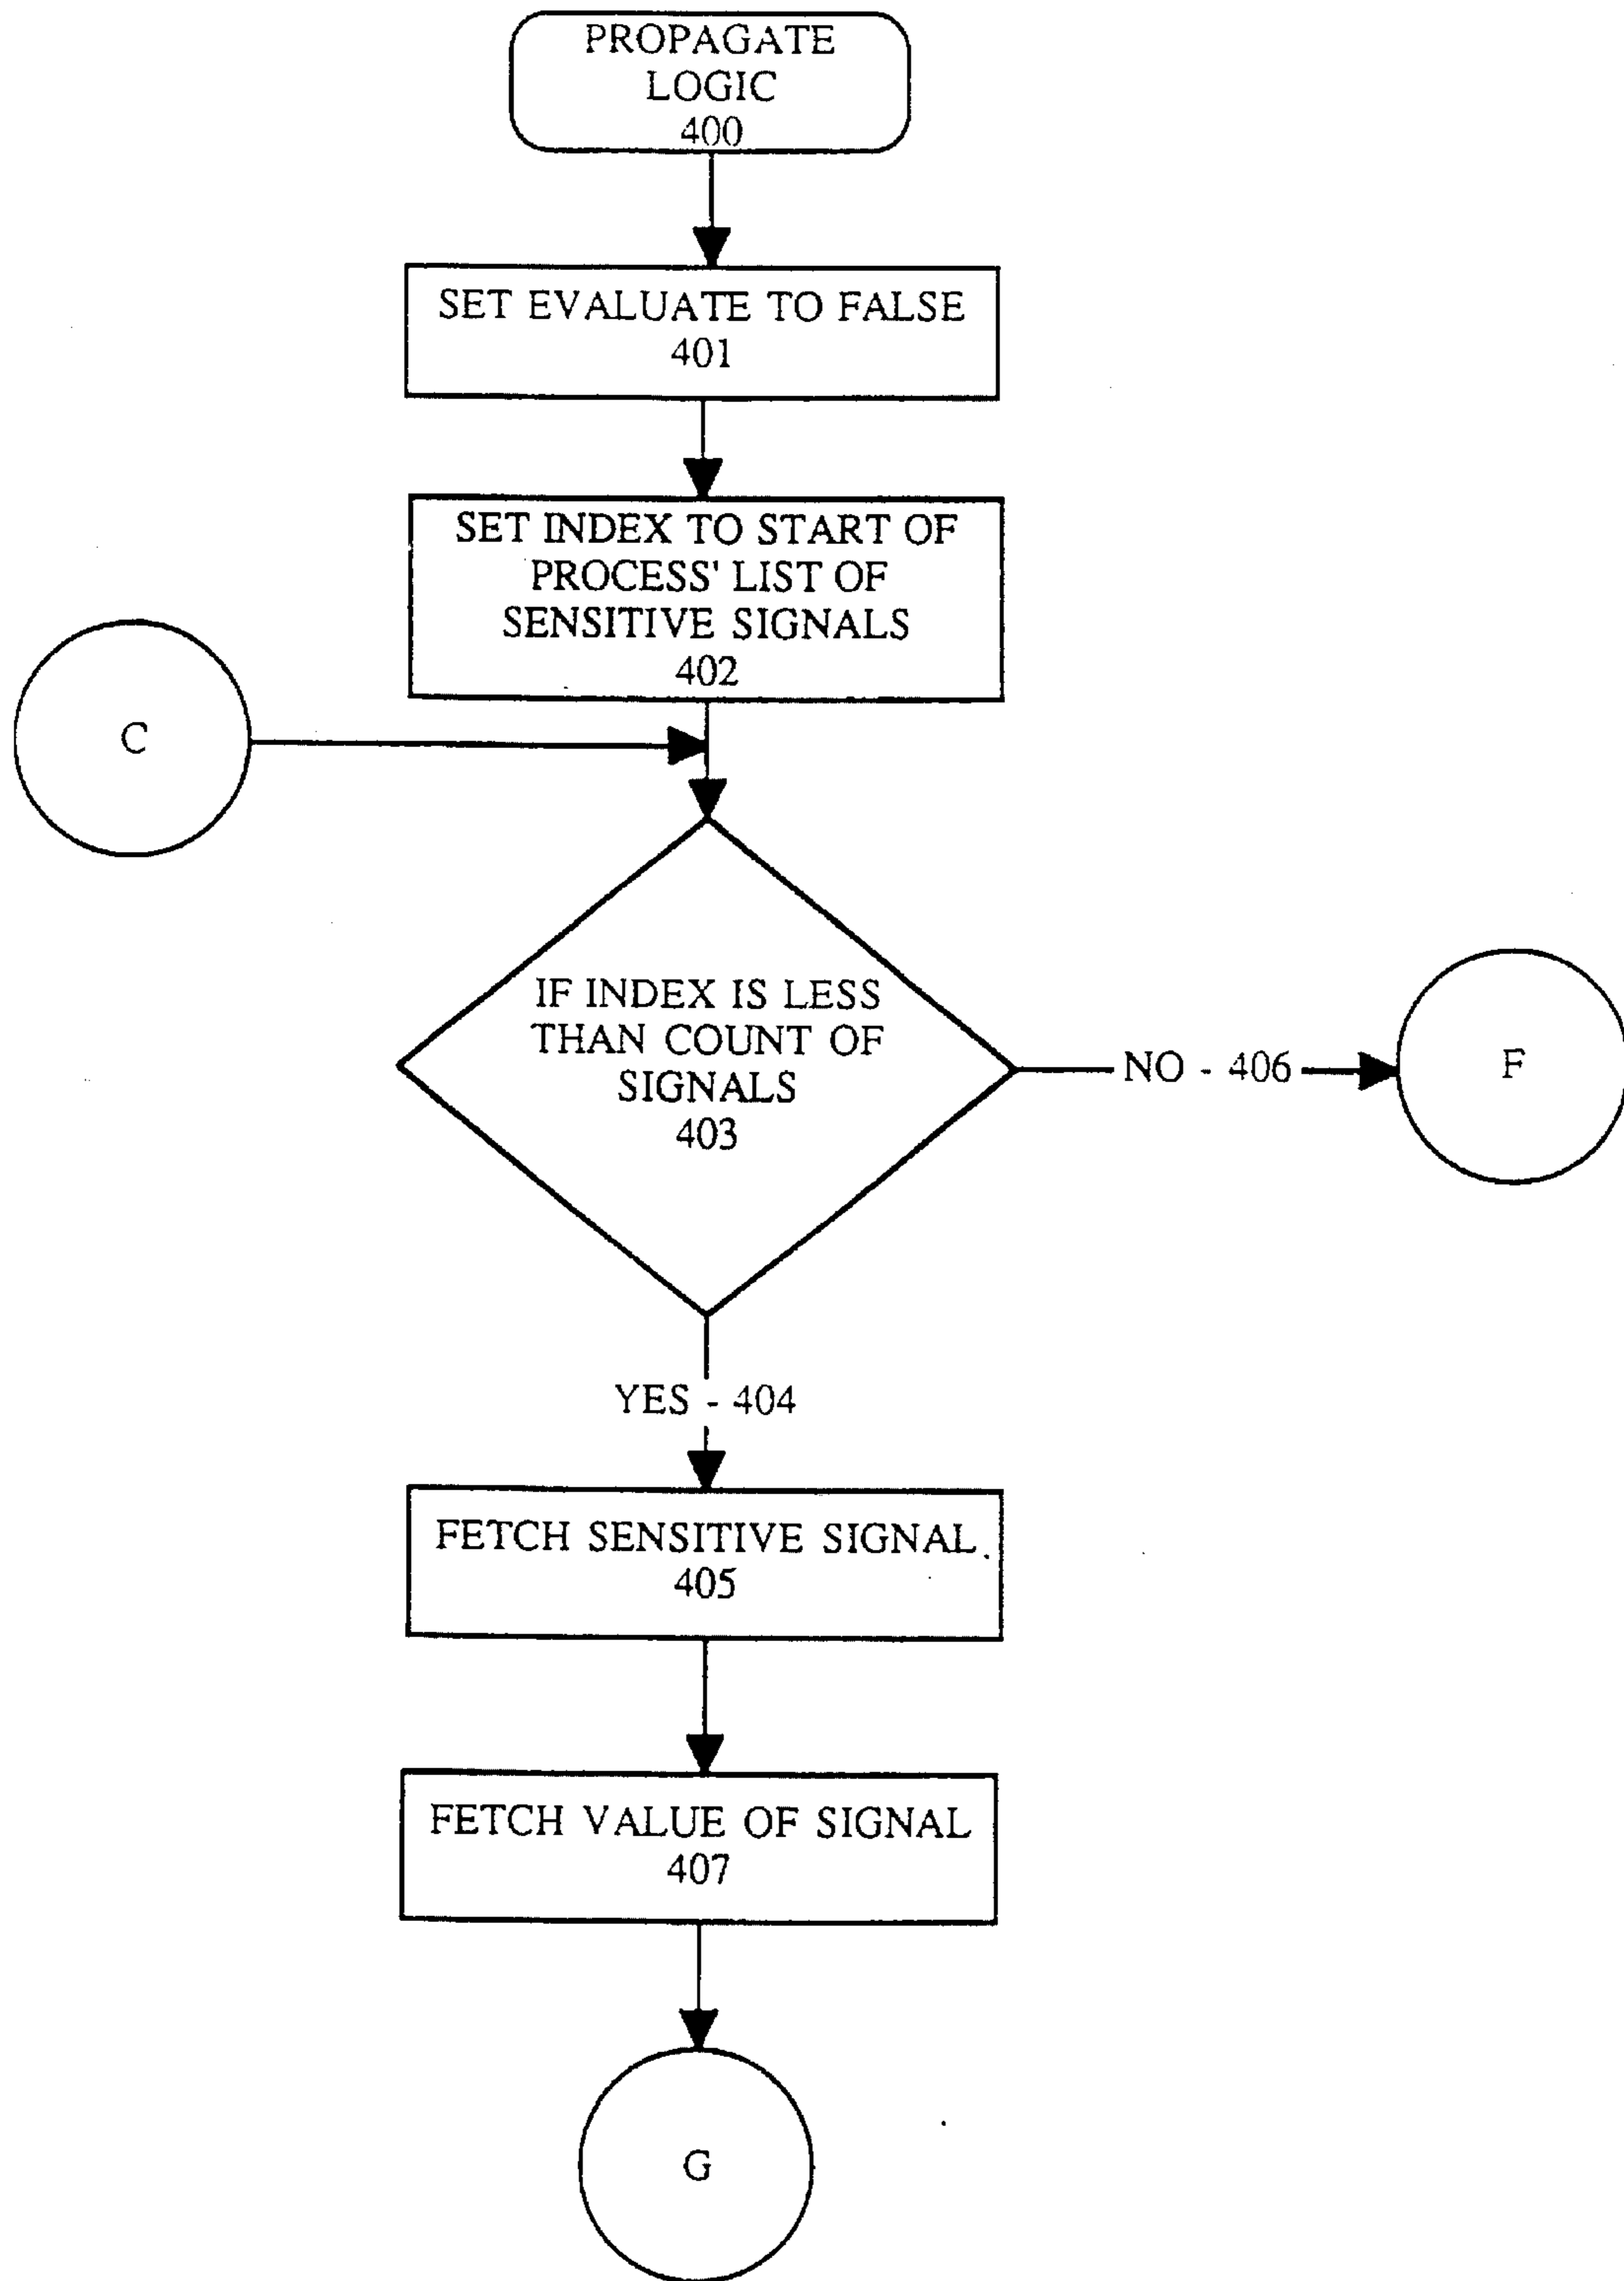 PROPAGATE
LOGIC
400
SET EVALUATE TO FALSE
401
SET INDEX TO START OF
PROCESS' LIST OF
SENSITIVE SIGNALS
402
C
IF INDEX IS LESS
THAN COUNT OF
SIGNALS
403
NO - 406
F
YES - 404
FETCH SENSITIVE SIGNAL
405
FETCH VALUE OF SIGNAL
407
G